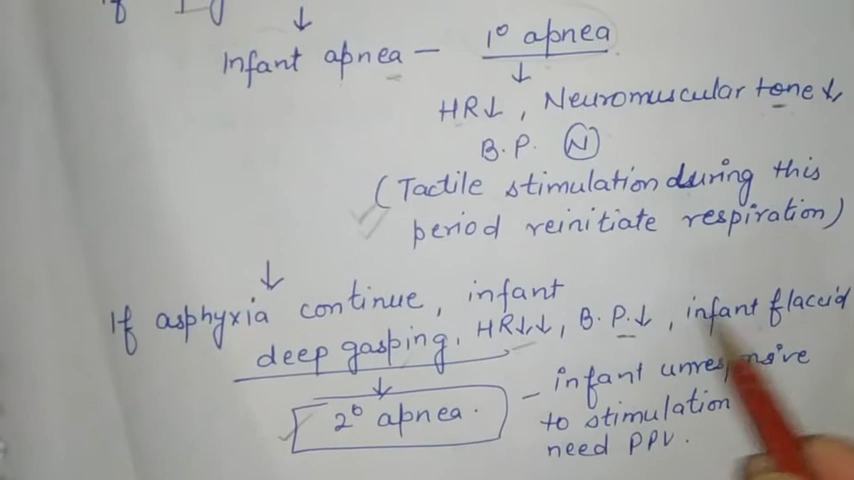 ↓
Infant apnea — 1° apnea
↓
HR↓, Neuromuscular tone ↓
B.P. (N)
(Tactile stimulation during this
period reinitiate respiration)
↓
If asphyxia continue, infant
deep gasping, HR↓↓, B.P.↓, infant flaccid
↓
2° apnea. – infant unresponsive
to stimulation
need PPV.